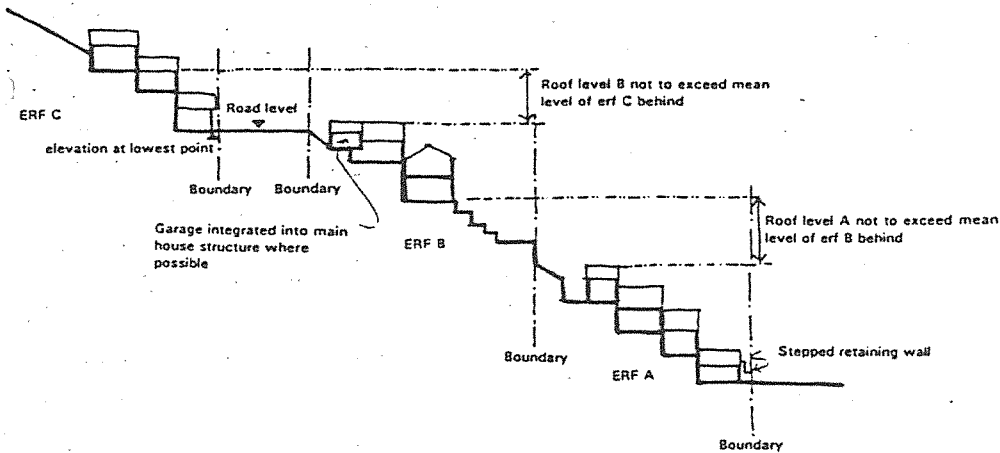 Roof level B not to exceed mean
level of erf C behind
ERF C
Road level
elevation at lowest point
Boundary
Boundary
Garage integrated into main
house structure where
possible
ERF B
Roof level A not to exceed mean
level of erf B behind
Boundary
ERF A
Stepped retaining wall
Boundary